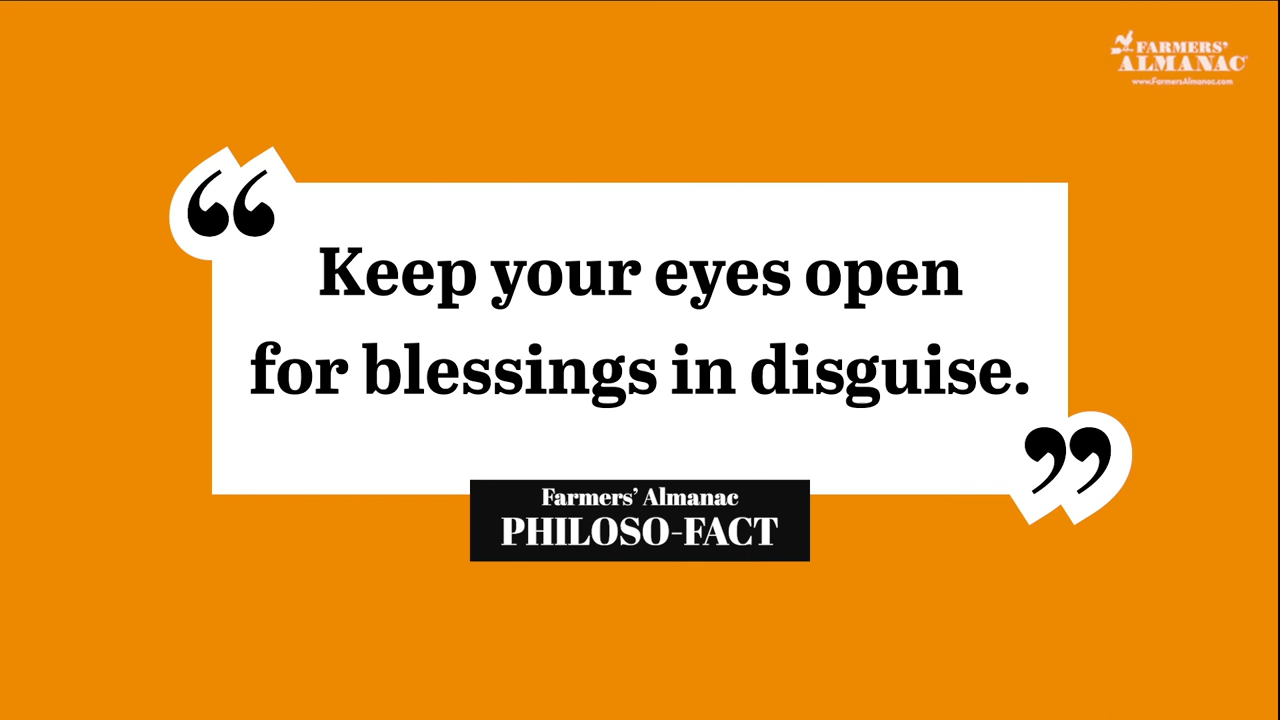 FARMERS'
ALMANAC
www.FarmersAlmanac.com
“
Keep your eyes open
for blessings in disguise.
”
Farmers’ Almanac
PHILOSO-FACT